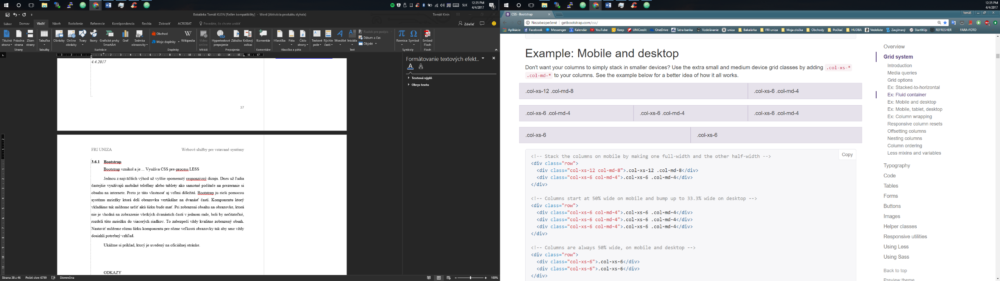 12:35 PM
SLK
4/4/2017
5
Bakalárka Tomáš KLEIN [Režim kompatibility] - Word (Aktivácia produktu zlyhala)
Tomáš Klein
Súbor Domov Vložiť Návrh Rozloženie Referencie Korešpondencia Revízia Zobraziť ACROBAT Povedzte, čo chcete urobiť
Zdieľať
Titulná strana
Prázdna strana
Zlom strany
Tabuľka
Obrázky
Online obrázky
Tvary
Ikony
Grafické prvky SmartArt
Graf
Snímka obrazovky
Obchod
Moje doplnky
Wikipedia
Video online
Hypertextové prepojenie
Záložka
Krížový odkaz
Komentár
Hlavička
Päta
Číslo strany
Textové pole
Rýchle časti
WordArt
Iniciála
Riadok pre podpis
Dátum a čas
Objekt
Rovnica
Symbol
Embed Flash
Strany Tabuľky Ilustrácie Doplnky Médiá Prepojenia Komentáre Hlavička a päta Text Symboly Flash
4.4.2017
37
FRI UNIZA Webové služby pre vstavané systémy
3.6.1 Bootstrap
Bootstrap vznikol a je ... Využíva CSS pre-process LESS
Jednou z najväčších výhod už vyššie spomenutý responzivný dizajn. Dnes už ľudia
častejšie využívajú mobilné telefóny alebo tablety ako samotné počítače na prezeranie si
obsahu na internete. Preto je táto vlastnosť aj veľmi dôležitá. Bootstrap ju rieši pomocou
systému mriežky ktorá delí obrazovku vertikálne na dvanásť častí. Komponentu ktorý
vkladáme tak môžeme určiť akú šírku bude mať. Pri zobrazení obsahu na obrazovke, ktorá
nie je vhodná na zobrazenie všetkých dvanástich častí v jednom rade, boli by nečitateľné,
rozdelí túto mriežku do viacerých riadkov. To zabezpečí vždy kvalitne zobrazený obsah.
Nastaviť môžeme rôznu šírku komponentu pre rôzne veľkosti obrazovky tak aby sme vždy
dosiahli potrebný vzhľad.
Ukážme si príklad, ktorý je uvedený na oficiálnej stránke.
ODKAZY
Formátovanie textových efekt..
Textová výplň
Obrys textu
Strana 38 z 46 Počet slov: 6799 Slovenčina
100%
12:35 PM
4/4/2017
CSS · Bootstrap
Tomáš
Nezabezpečené getbootstrap.com/css/
Aplikácie Facebook Messenger Kalendár YouTube Keep UNICredit OneDrive Tatra banka Vzdelávanie uniza Bakalárka FRI uniza Moja zložka Obchody Počítač HUDBA Vedeliste Zaujímavý StartItUp REFRESHER FARA-FOTO
Example: Mobile and desktop
Don't want your columns to simply stack in smaller devices? Use the extra small and medium device grid classes by adding .col-xs-*
.col-md-* to your columns. See the example below for a better idea of how it all works.
.col-xs-12 .col-md-8 .col-xs-6 .col-md-4
.col-xs-6 .col-md-4 .col-xs-6 .col-md-4 .col-xs-6 .col-md-4
.col-xs-6 .col-xs-6
Copy
<!-- Stack the columns on mobile by making one full-width and the other half-width -->
<div class="row">
<div class="col-xs-12 col-md-8">.col-xs-12 .col-md-8</div>
<div class="col-xs-6 col-md-4">.col-xs-6 .col-md-4</div>
</div>
<!-- Columns start at 50% wide on mobile and bump up to 33.3% wide on desktop -->
<div class="row">
<div class="col-xs-6 col-md-4">.col-xs-6 .col-md-4</div>
<div class="col-xs-6 col-md-4">.col-xs-6 .col-md-4</div>
<div class="col-xs-6 col-md-4">.col-xs-6 .col-md-4</div>
</div>
<!-- Columns are always 50% wide, on mobile and desktop -->
<div class="row">
<div class="col-xs-6">.col-xs-6</div>
<div class="col-xs-6">.col-xs-6</div>
</div>
Overview
Grid system
Introduction
Media queries
Grid options
Ex: Stacked-to-horizontal
Ex: Fluid container
Ex: Mobile and desktop
Ex: Mobile, tablet, desktop
Ex: Column wrapping
Responsive column resets
Offsetting columns
Nesting columns
Column ordering
Less mixins and variables
Typography
Code
Tables
Forms
Buttons
Images
Helper classes
Responsive utilities
Using Less
Using Sass
Back to top
Preview theme